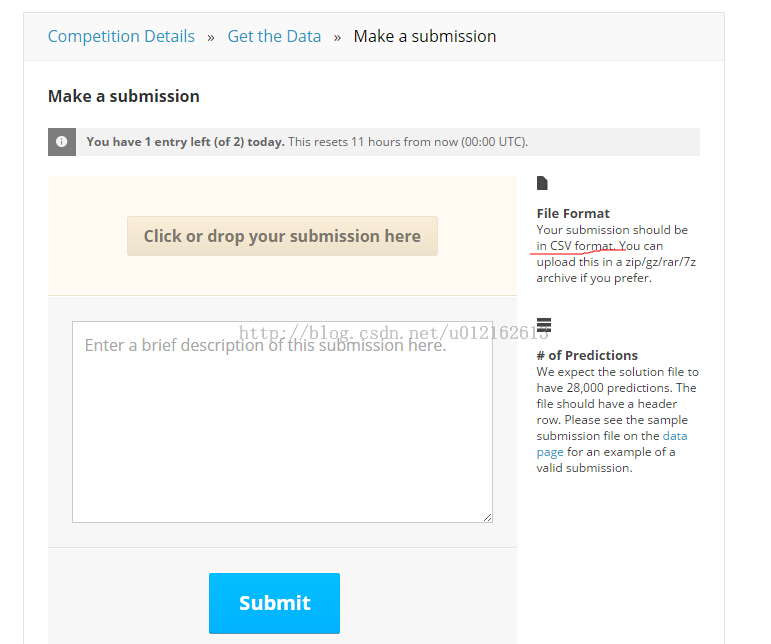 Competition Details » Get the Data » Make a submission
Make a submission
You have 1 entry left (of 2) today. This resets 11 hours from now (00:00 UTC).
Click or drop your submission here
http://blog.csdn.net/u012162613
Enter a brief description of this submission here.
Submit
File Format
Your submission should be
in CSV format. You can
upload this in a zip/gz/rar/7z
archive if you prefer.
# of Predictions
We expect the solution file to
have 28,000 predictions. The
file should have a header
row. Please see the sample
submission file on the data
page for an example of a
valid submission.